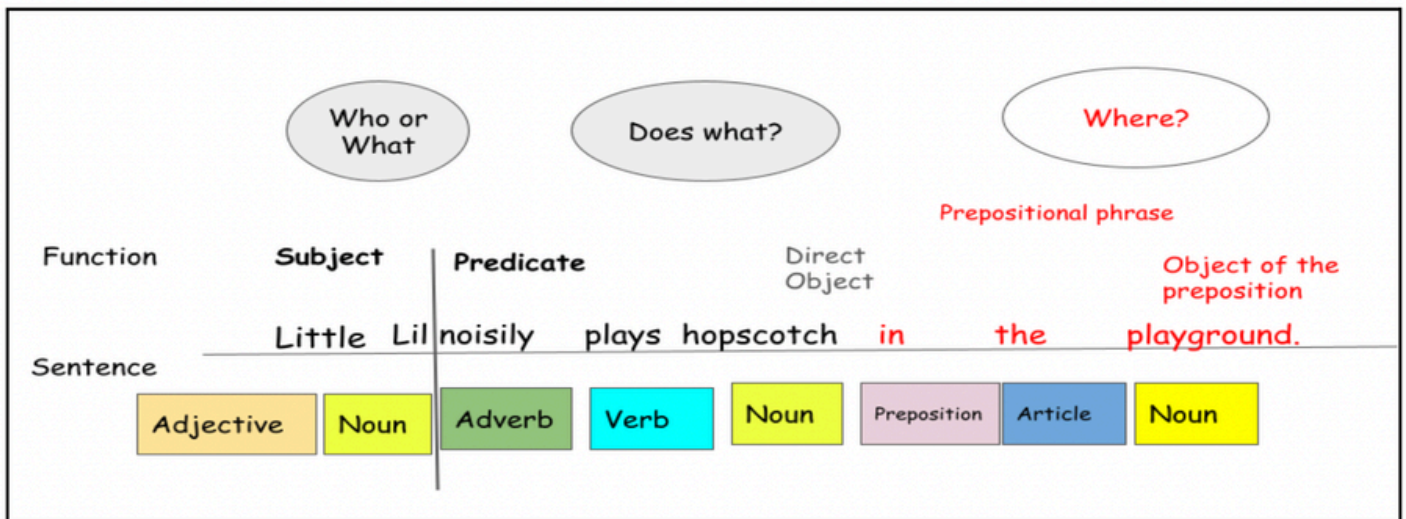 Who or
What
Does what?
Where?
Prepositional phrase
Function
Subject
Predicate
Direct
Object
Object of the
preposition
Little Lil noisily plays hopscotch in the playground.
Sentence
Adjective Noun Adverb Verb Noun Preposition Article Noun